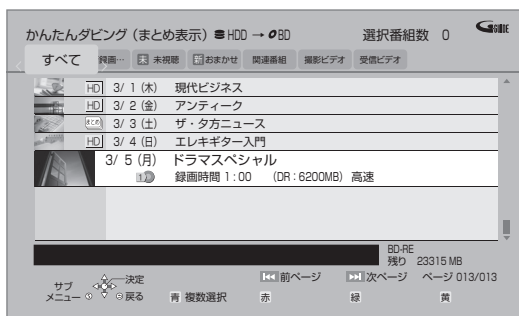 かんたんダビング (まとめ表示) HDD → BD 選択番組数 0 G-GUIDE
すべて 録画… 未 未視聴 新おまかせ 関連番組 撮影ビデオ 受信ビデオ
HD 3/ 1 (木) 現代ビジネス
HD 3/ 2 (金) アンティーク
まとめ 3/ 3 (土) ザ・タ方ニュース
HD 3/ 4 (日) エレキギター入門
3/ 5 (月) ドラマスペシャル
録画時間 1:00 (DR:6200MB) 高速
BD-RE
残り 23315 MB
サブメニュー S 決定 戻る 青 複数選択 赤 前ページ 緑 次ページ 黄 ページ 013/013